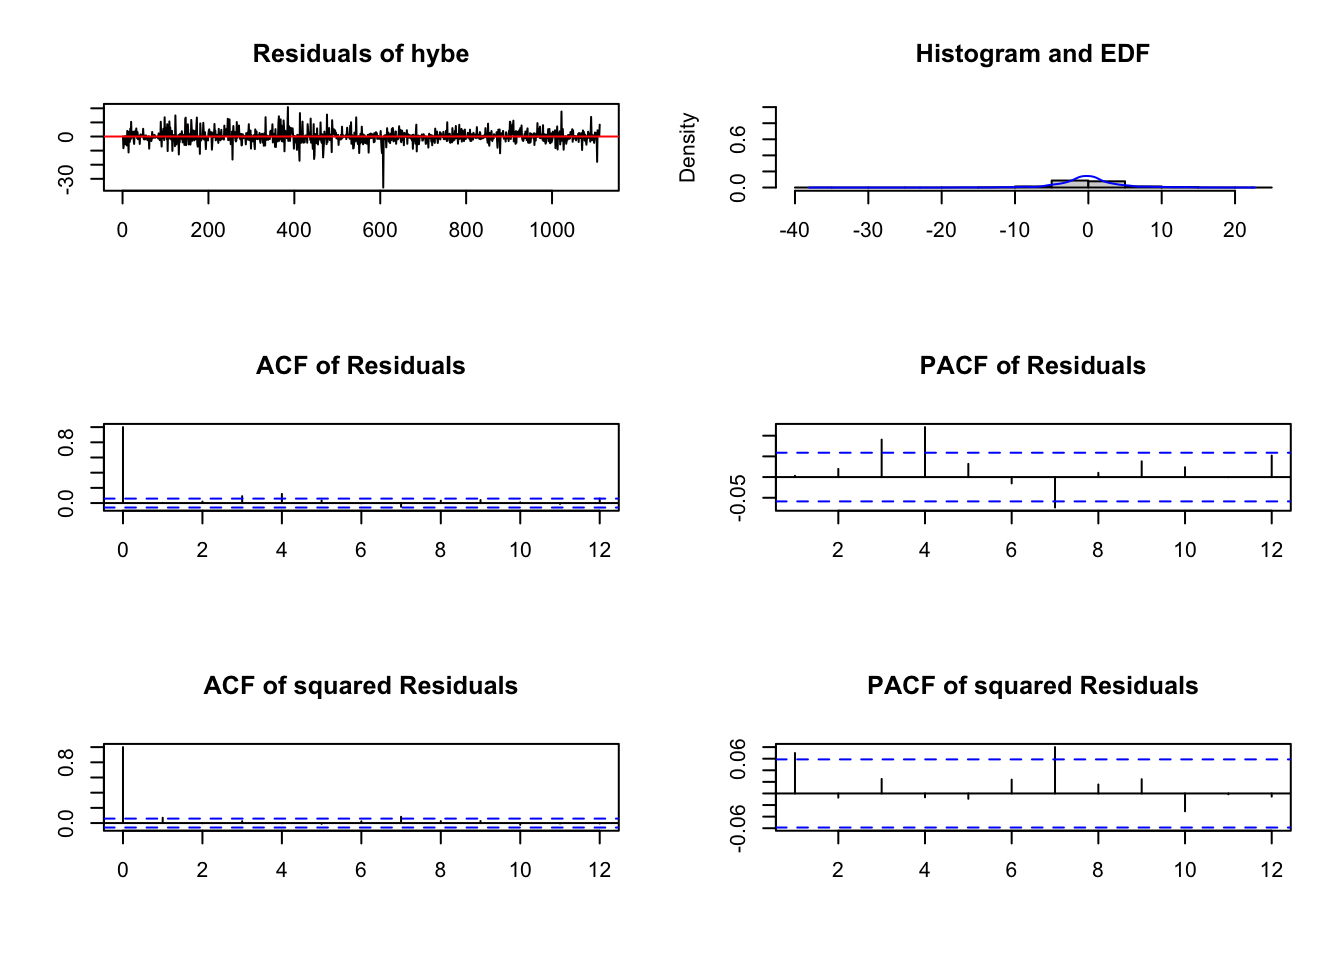 Residuals of hybe
0
-30
0 200 400 600 800 1000
Histogram and EDF
Density
0.6
0.0
-40 -30 -20 -10 0 10 20
ACF of Residuals
0.8
0.0
0 2 4 6 8 10 12
PACF of Residuals
-0.05
2 4 6 8 10 12
ACF of squared Residuals
0.8
0.0
0 2 4 6 8 10 12
PACF of squared Residuals
0.06
-0.06
2 4 6 8 10 12